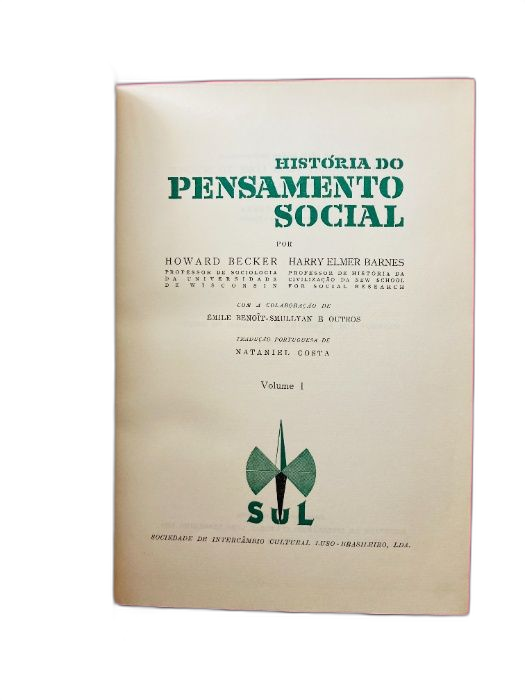 HISTÓRIA DO
PENSAMENTO
SOCIAL
POR
HOWARD BECKER
PROFESSOR DE SOCIOLOGIA
DA UNIVERSIDADE
DE WISCONSIN
HARRY ELMER BARNES
PROFESSOR DE HISTÓRIA DA
CIVILIZAÇÃO DA NEW SCHOOL
FOR SOCIAL RESEARCH
COM A COLABORAÇÃO DE
ÉMILE BENOÎT-SMULLYAN E OUTROS
TRADUÇÃO PORTUGUESA DE
NATANIEL COSTA
Volume I
SUL
SOCIEDADE DE INTERCÂMBIO CULTURAL LUSO-BRASILEIRO, LDA.